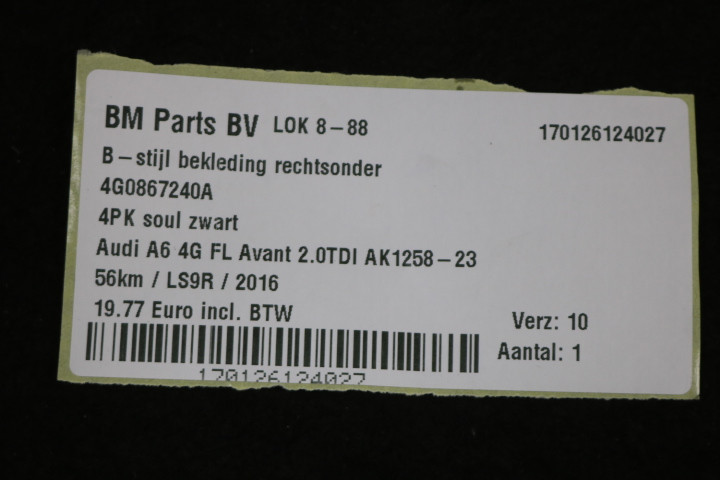 BM Parts BV LOK 8-88 170126124027
B-stijl bekleding rechtsonder
4G0867240A
4PK soul zwart
Audi A6 4G FL Avant 2.0TDI AK1258-23
56km / LS9R / 2016
19.77 Euro incl. BTW
Verz: 10
Aantal: 1
170126124027